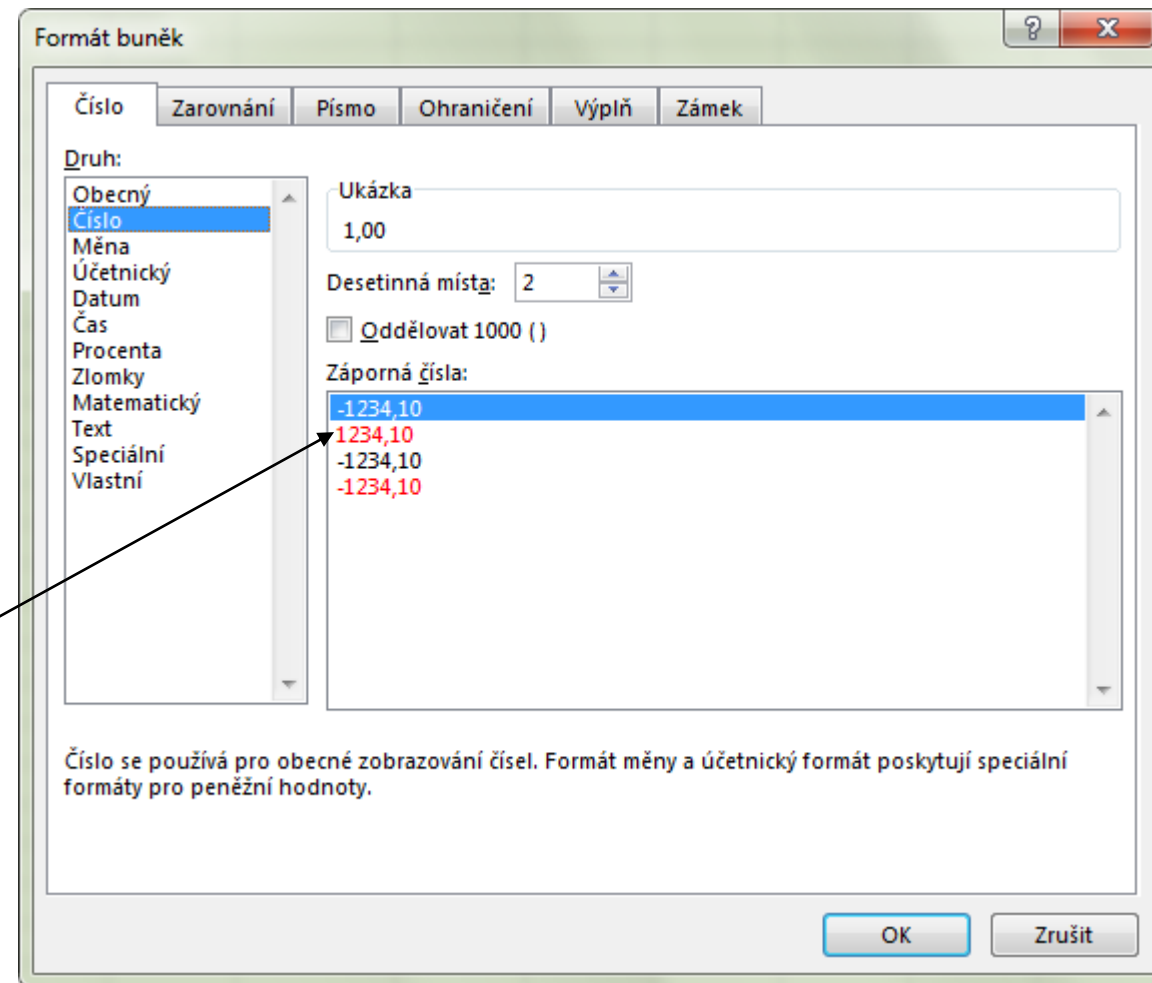 Formát buněk
Číslo Zarovnání Písmo Ohraničení Výplň Zámek
Druh:
Obecný
Číslo
Měna
Účetnický
Datum
Čas
Procenta
Zlomky
Matematický
Text
Speciální
Vlastní
Ukázka
1,00
Desetinná místa: 2
Oddělovat 1000 ( )
Záporná čísla:
-1234,10
1234,10
-1234,10
-1234,10
Číslo se používá pro obecné zobrazování čísel. Formát měny a účetnický formát poskytují speciální
formáty pro peněžní hodnoty.
OK Zrušit